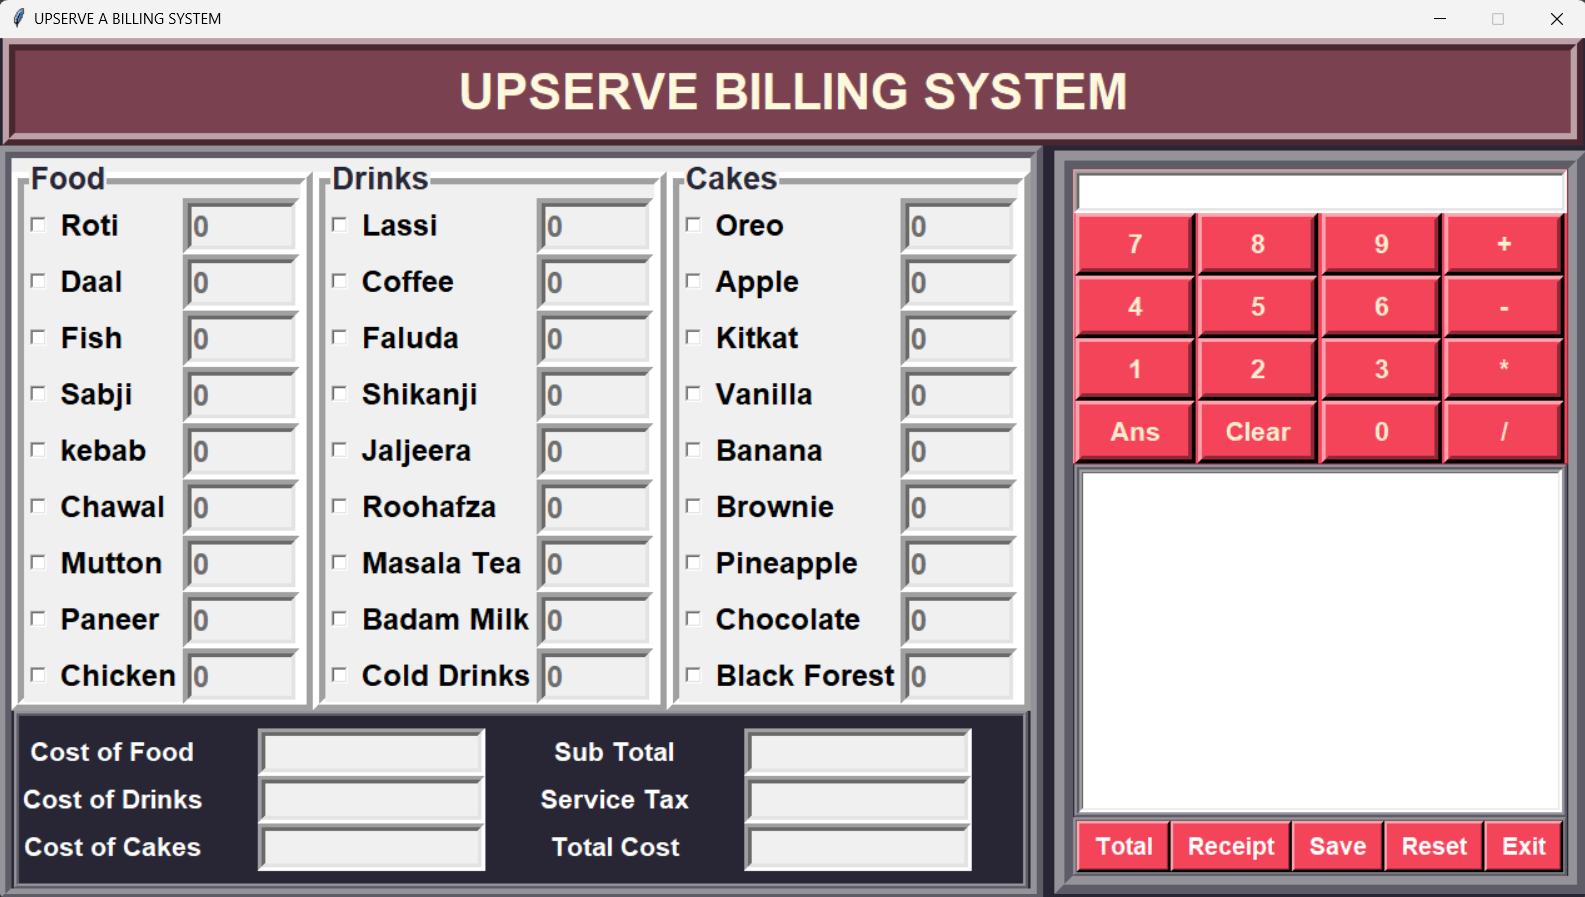 UPSERVE A BILLING SYSTEM
UPSERVE BILLING SYSTEM
Food
Roti 0
Daal 0
Fish 0
Sabji 0
kebab 0
Chawal 0
Mutton 0
Paneer 0
Chicken 0
Drinks
Lassi 0
Coffee 0
Faluda 0
Shikanji 0
Jaljeera 0
Roohafza 0
Masala Tea 0
Badam Milk 0
Cold Drinks 0
Cakes
Oreo 0
Apple 0
Kitkat 0
Vanilla 0
Banana 0
Brownie 0
Pineapple 0
Chocolate 0
Black Forest 0
Cost of Food
Cost of Drinks
Cost of Cakes
Sub Total
Service Tax
Total Cost
7 8 9 +
4 5 6 -
1 2 3 *
Ans Clear 0 /
Total Receipt Save Reset Exit